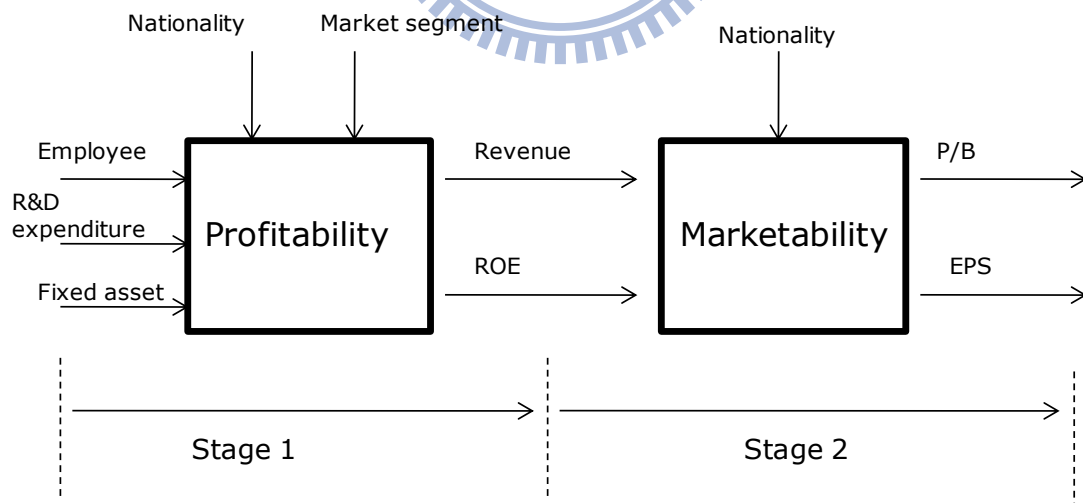 Nationality
Market segment
Nationality
Employee
Revenue
P/B
R&D
expenditure
Profitability
Marketability
Fixed asset
ROE
EPS
Stage 1
Stage 2